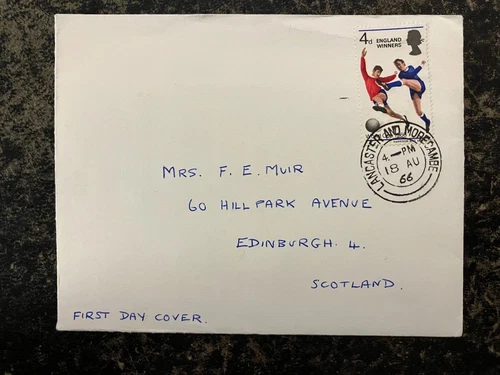 4d ENGLAND
WINNERS
LANCASTER AND MORECAMBE
4.—PM
18 AU
66
MRS. F. E. MUIR
60 HILLPARK AVENUE
EDINBURGH. 4.
SCOTLAND.
FIRST DAY COVER.